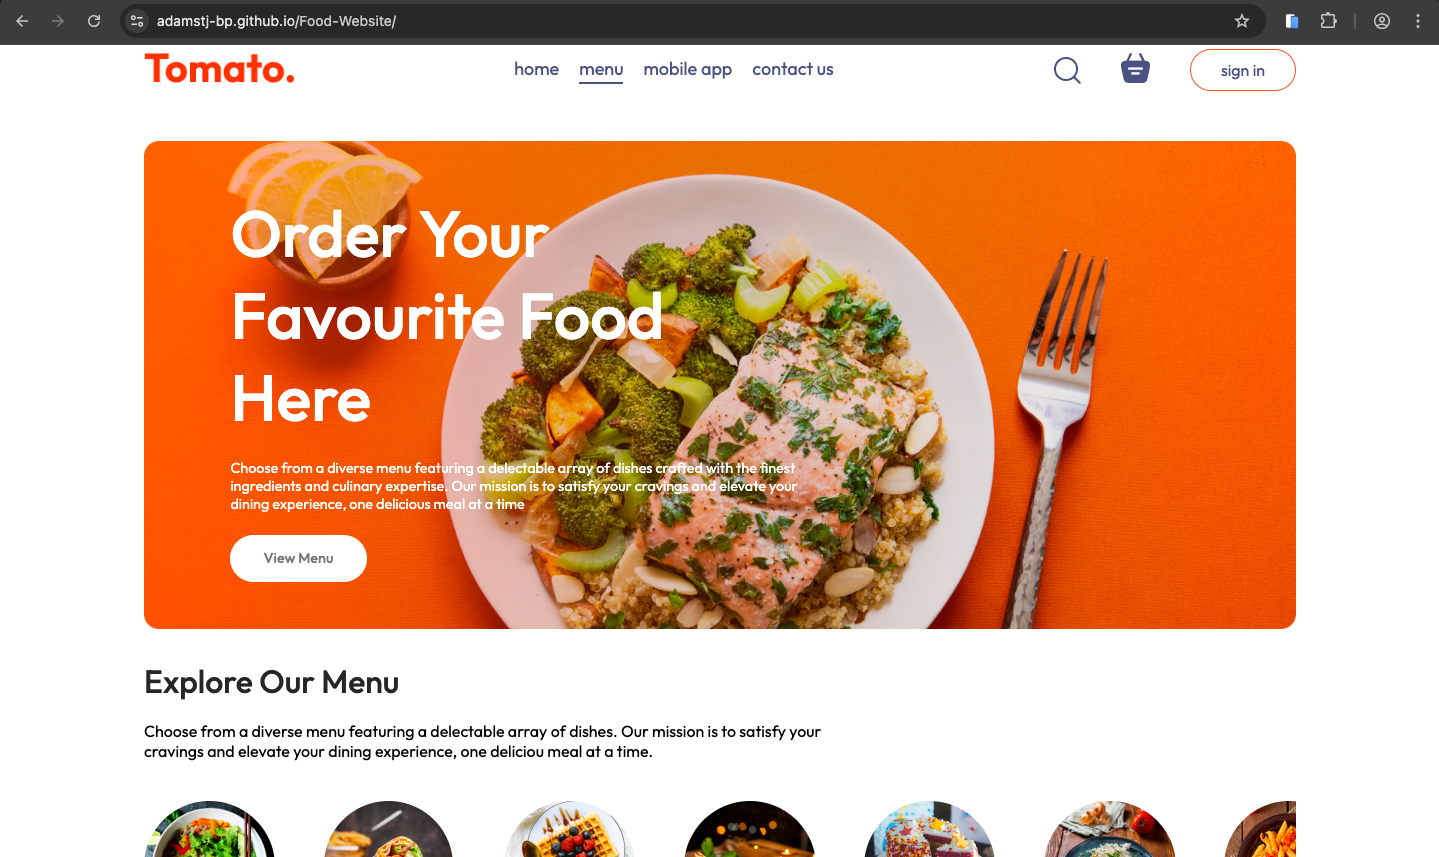 adamstj-bp.github.io/Food-Website/
Tomato.
home menu mobile app contact us
sign in
Order Your
Favourite Food
Here
Choose from a diverse menu featuring a delectable array of dishes crafted with the finest
ingredients and culinary expertise. Our mission is to satisfy your cravings and elevate your
dining experience, one delicious meal at a time
View Menu
Explore Our Menu
Choose from a diverse menu featuring a delectable array of dishes. Our mission is to satisfy your
cravings and elevate your dining experience, one deliciou meal at a time.